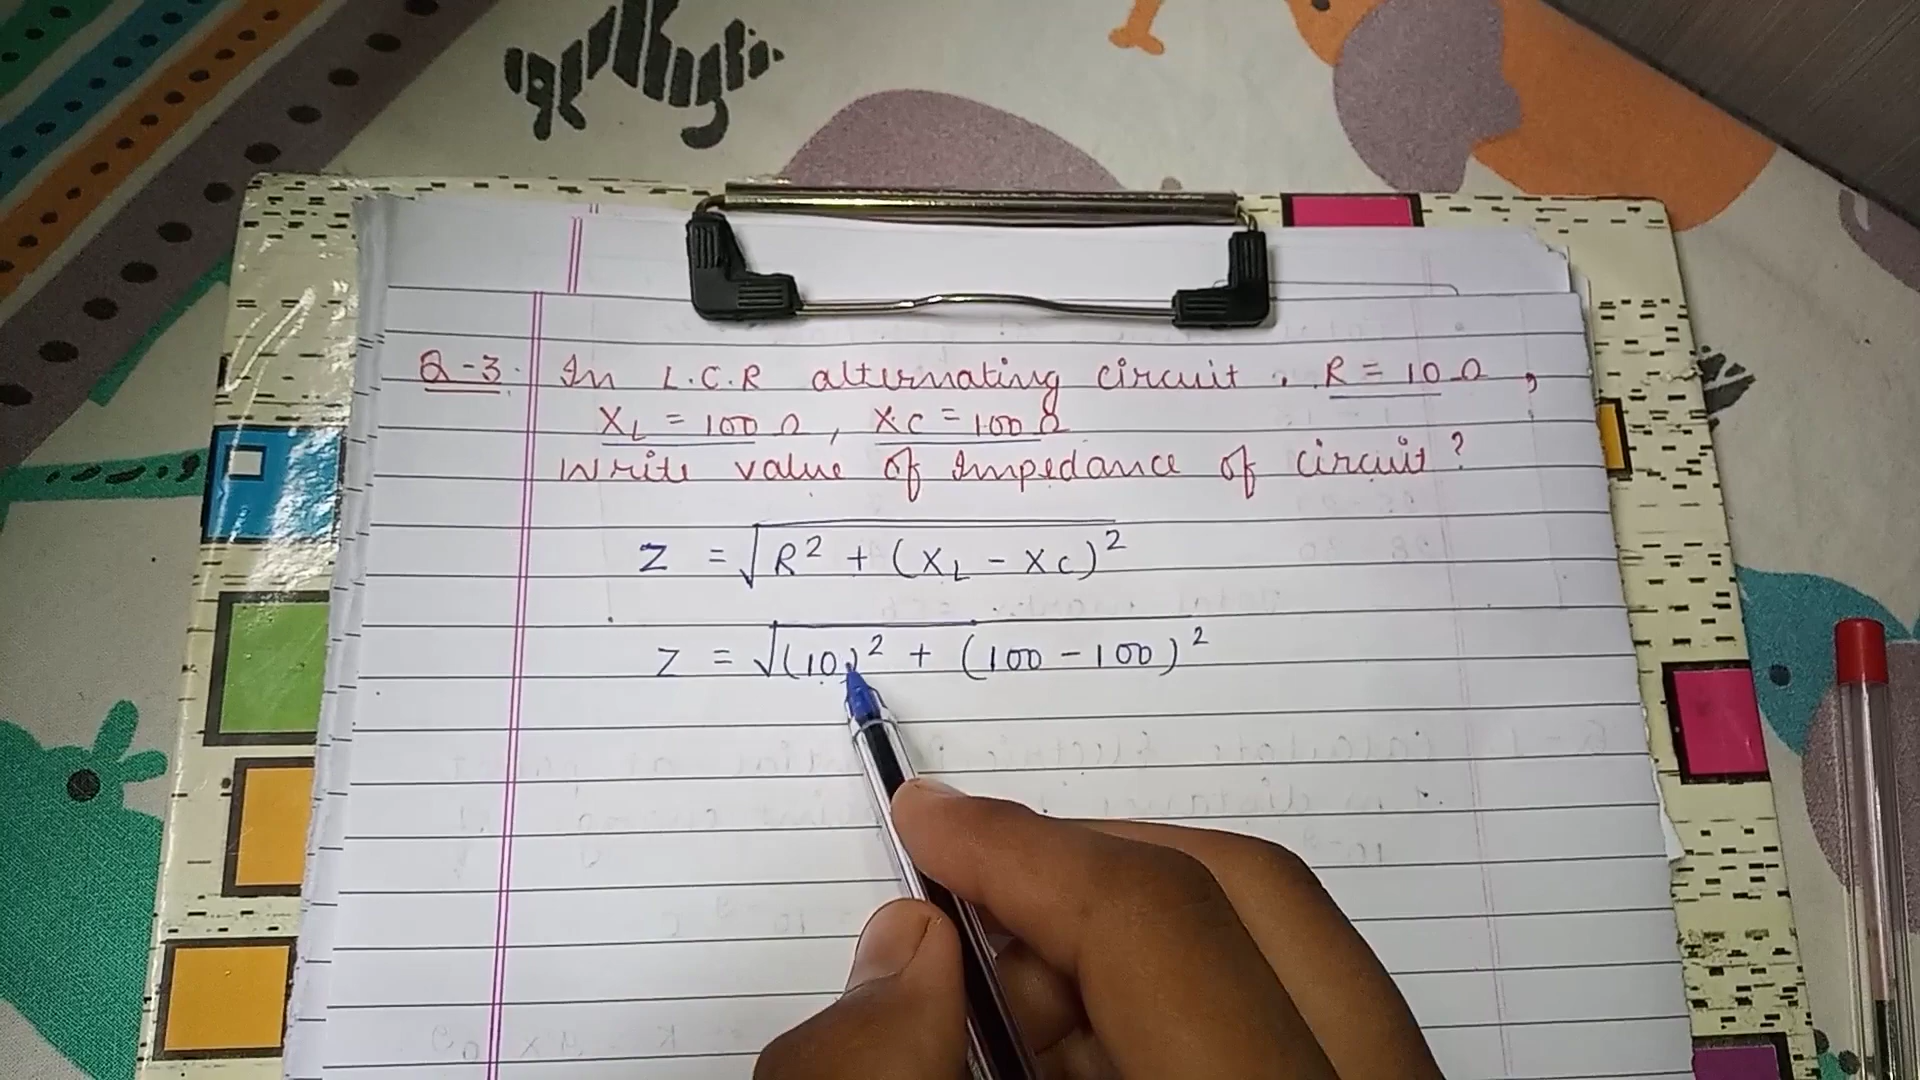 Q-3. In L.C.R alternating circuit, R = 10 Ω,
XL = 100 Ω, XC = 100 Ω
Write value of Impedance of circuit?
Z = √R² + (XL - XC)²
Z = √(10)² + (100 - 100)²